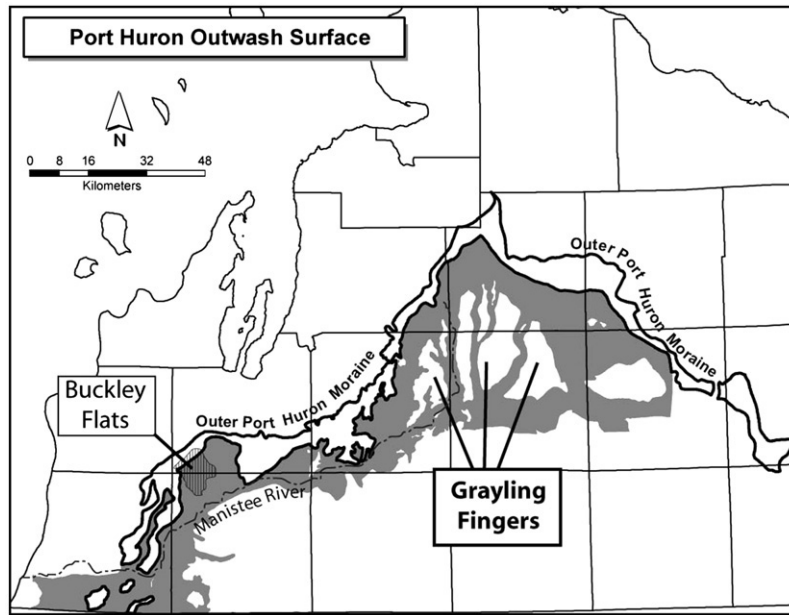 Port Huron Outwash Surface
N
0 8 16 32 48
Kilometers
Outer Port Huron Moraine
Buckley
Flats
Outer Port Huron Moraine
Manistee River
Grayling
Fingers